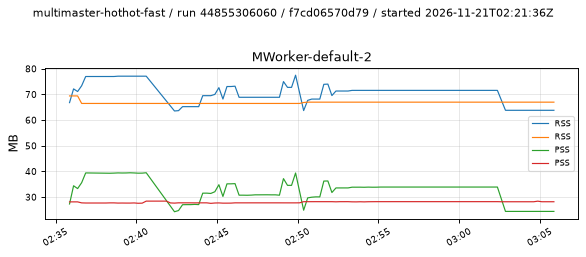 multimaster-hothot-fast / run 44855306060 / f7cd06570d79 / started 2026-11-21T02:21:36Z
MWorker-default-2
MB
80
70
60
50
40
30
RSS
RSS
PSS
PSS
02:35
02:40
02:45
02:50
02:55
03:00
03:05